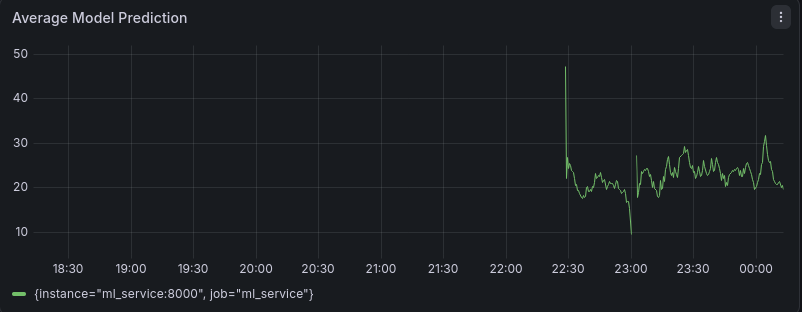 Average Model Prediction
50
40
30
20
10
18:30 19:00 19:30 20:00 20:30 21:00 21:30 22:00 22:30 23:00 23:30 00:00
{instance="ml_service:8000", job="ml_service"}